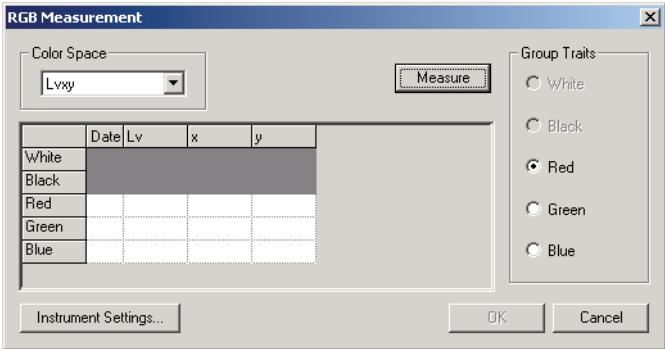 RGB Measurement
Color Space
Lvxy
Measure
Group Traits
White
Black
Red
Green
Blue
Date Lv x y
White
Black
Red
Green
Blue
Instrument Settings...
OK
Cancel